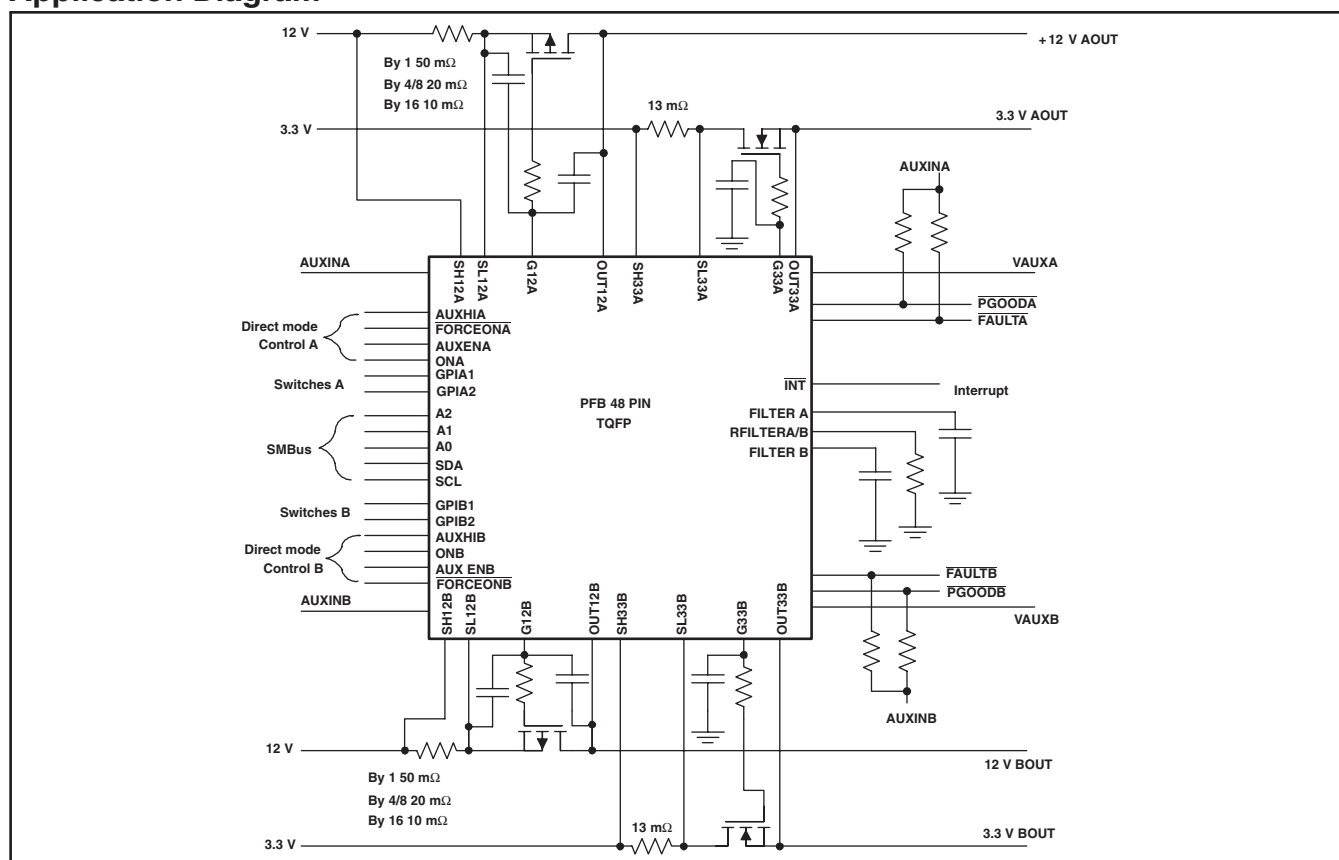 Application Diagram
12 V
+12 V AOUT
By 1 50 mΩ
By 4/8 20 mΩ
By 16 10 mΩ
13 mΩ
3.3 V
3.3 V AOUT
AUXINA
AUXINA
SH12A
SL12A
G12A
OUT12A
SH33A
SL33A
G33A
OUT33A
VAUXA
PGOODA
FAULTA
Direct mode
Control A
AUXHIA
FORCEONA
AUXENA
ONA
Switches A
GPIA1
GPIA2
PFB 48 PIN
TQFP
INT
Interrupt
SMBus
A2
A1
A0
SDA
SCL
FILTER A
RFILTERA/B
FILTER B
Switches B
GPIB1
GPIB2
Direct mode
Control B
AUXHIB
ONB
AUX ENB
FORCEONB
FAULTB
PGOODB
VAUXB
AUXINB
SH12B
SL12B
G12B
OUT12B
SH33B
SL33B
G33B
OUT33B
AUXINB
12 V
12 V BOUT
By 1 50 mΩ
By 4/8 20 mΩ
By 16 10 mΩ
13 mΩ
3.3 V
3.3 V BOUT